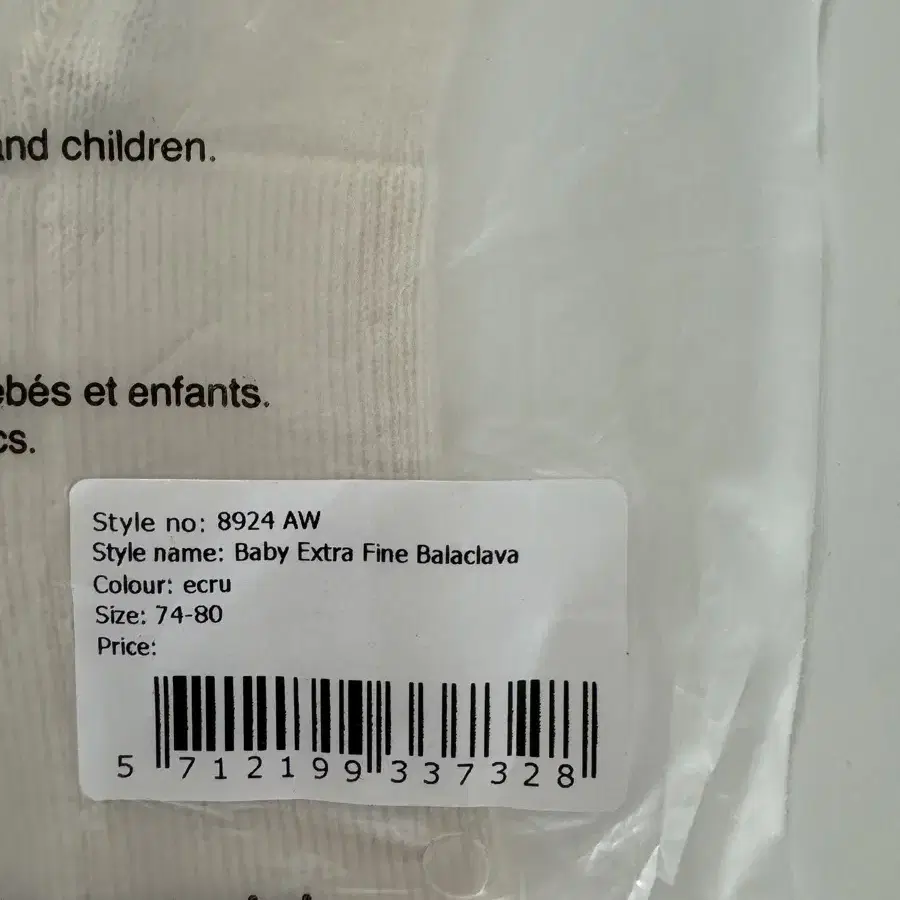 and children.
ébés et enfants.
cs.
Style no: 8924 AW
Style name: Baby Extra Fine Balaclava
Colour: ecru
Size: 74-80
Price:
5 712199 337328